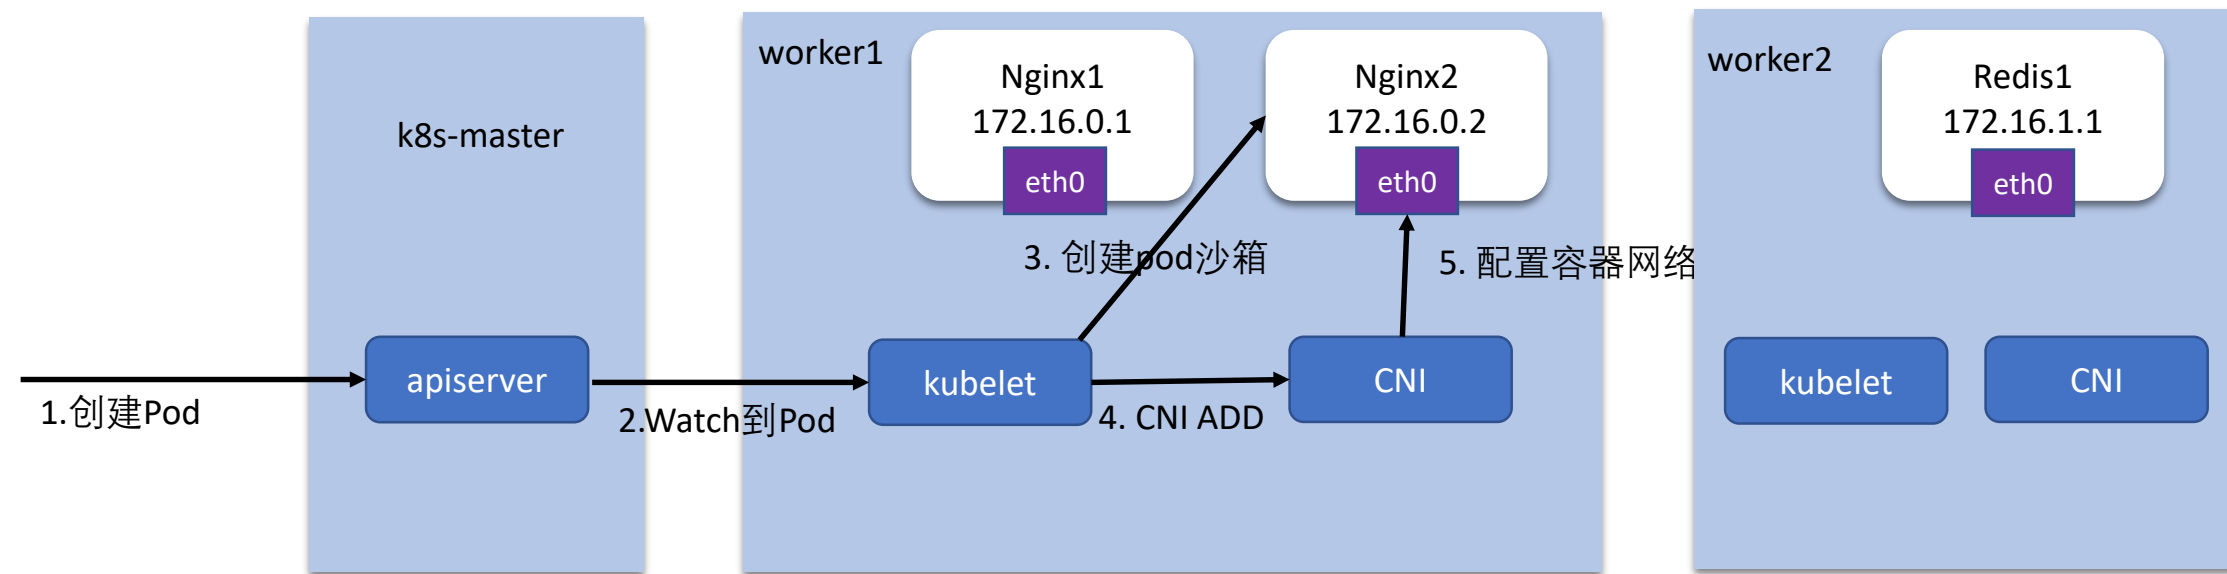 k8s-master
apiserver
1.创建Pod
2.Watch到Pod
worker1
Nginx1
172.16.0.1
eth0
Nginx2
172.16.0.2
eth0
3. 创建pod沙箱
5. 配置容器网络
kubelet
4. CNI ADD
CNI
worker2
Redis1
172.16.1.1
eth0
kubelet
CNI